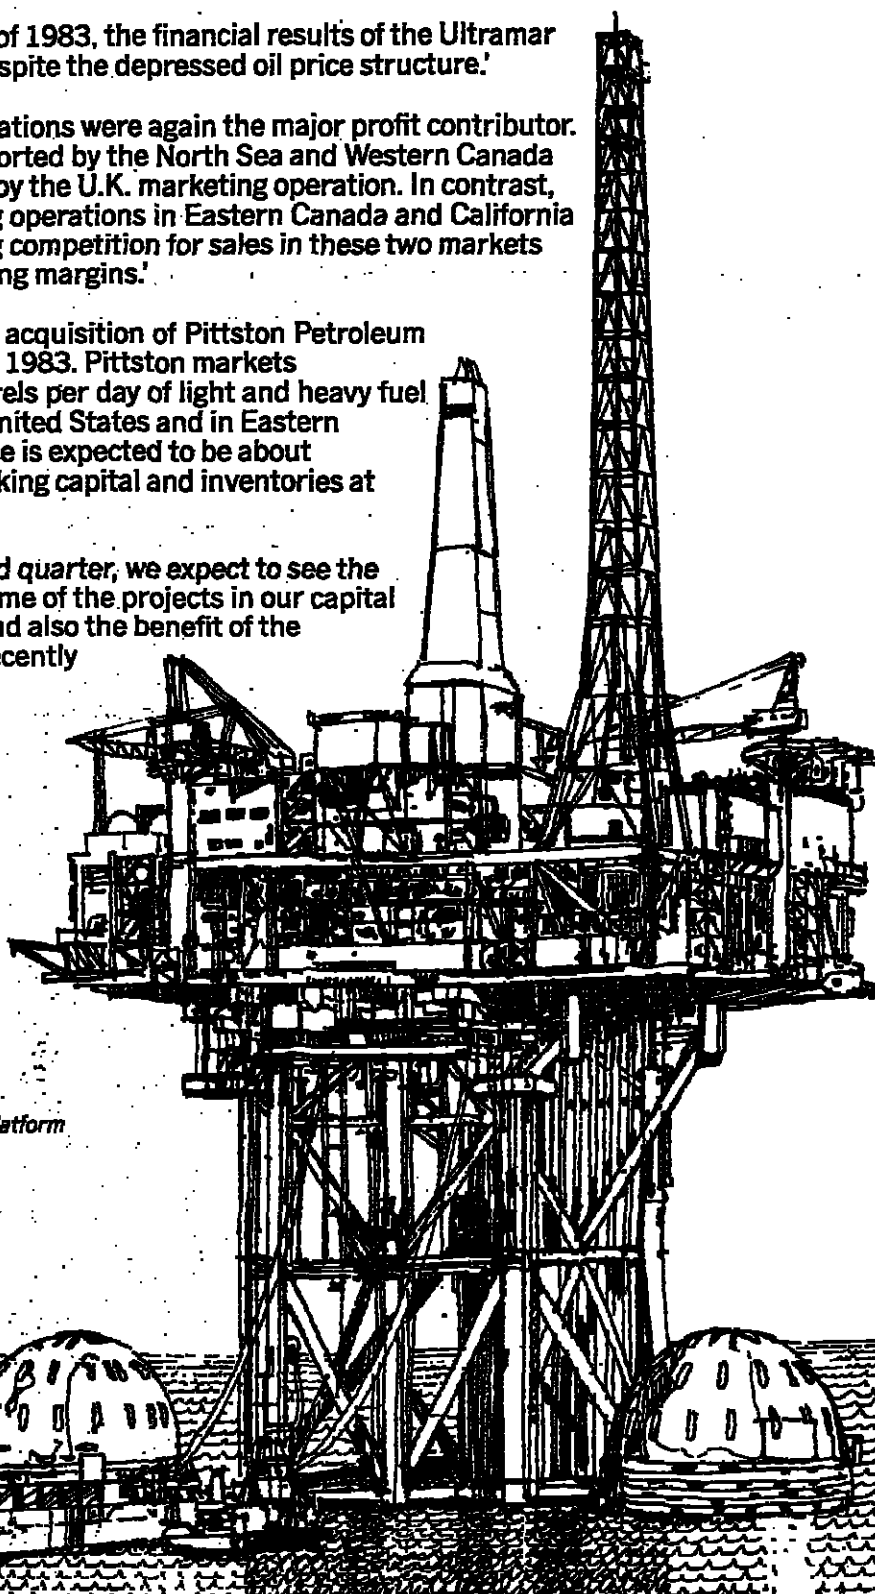 of 1983, the financial results of the Ultramar
spite the depressed oil price structure.'
ations were again the major profit contributor.
orted by the North Sea and Western Canada
by the U.K. marketing operation. In contrast,
g operations in Eastern Canada and California
g competition for sales in these two markets
ng margins.'
acquisition of Pittston Petroleum
1983. Pittston markets
rels per day of light and heavy fuel
nited States and in Eastern
e is expected to be about
king capital and inventories at
d quarter, we expect to see the
me of the projects in our capital
nd also the benefit of the
ecently
latform